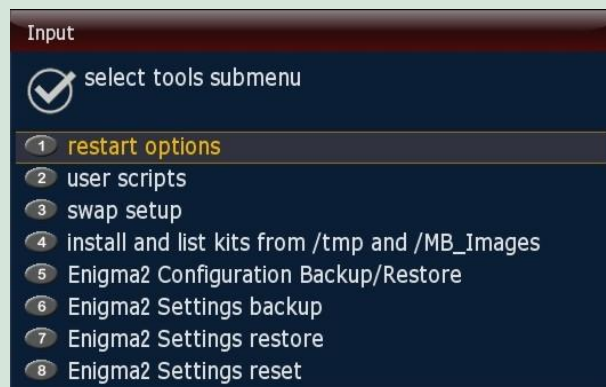 Input
select tools submenu
1 restart options
2 user scripts
3 swap setup
4 install and list kits from /tmp and /MB_Images
5 Enigma2 Configuration Backup/Restore
6 Enigma2 Settings backup
7 Enigma2 Settings restore
8 Enigma2 Settings reset